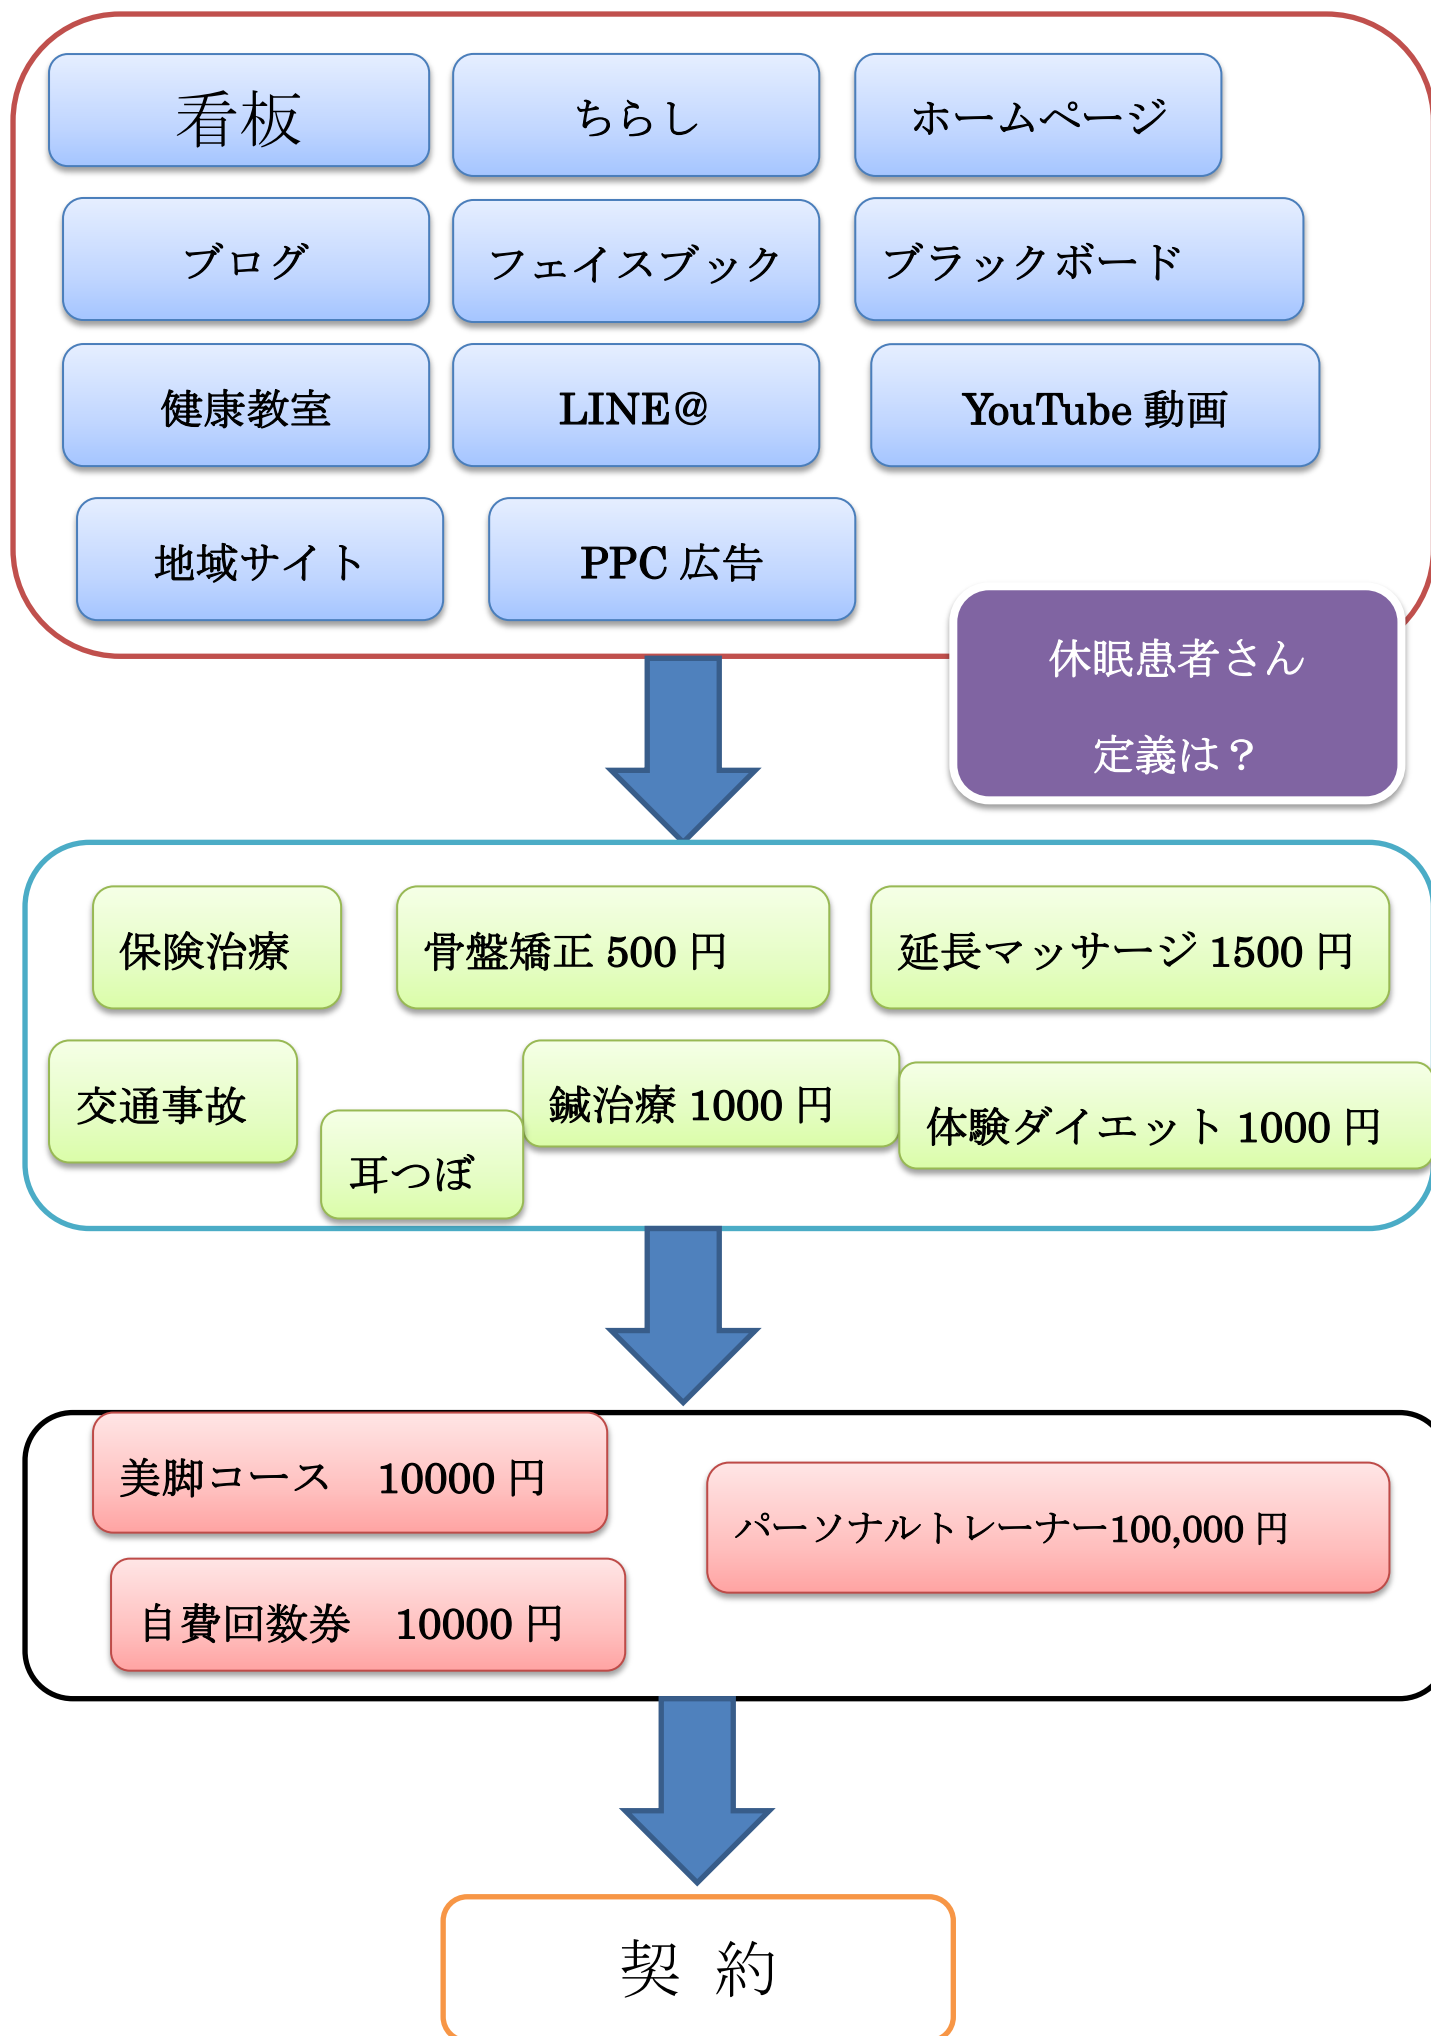 看板
ちらし
ホームページ
ブログ
フェイスブック
ブラックボード
健康教室
LINE@
YouTube 動画
地域サイト
PPC 広告
休眠患者さん
定義は？
保険治療
骨盤矯正 500 円
延長マッサージ 1500 円
交通事故
耳つぼ
鍼治療 1000 円
体験ダイエット 1000 円
美脚コース　10000 円
パーソナルトレーナー100,000 円
自費回数券　10000 円
契 約